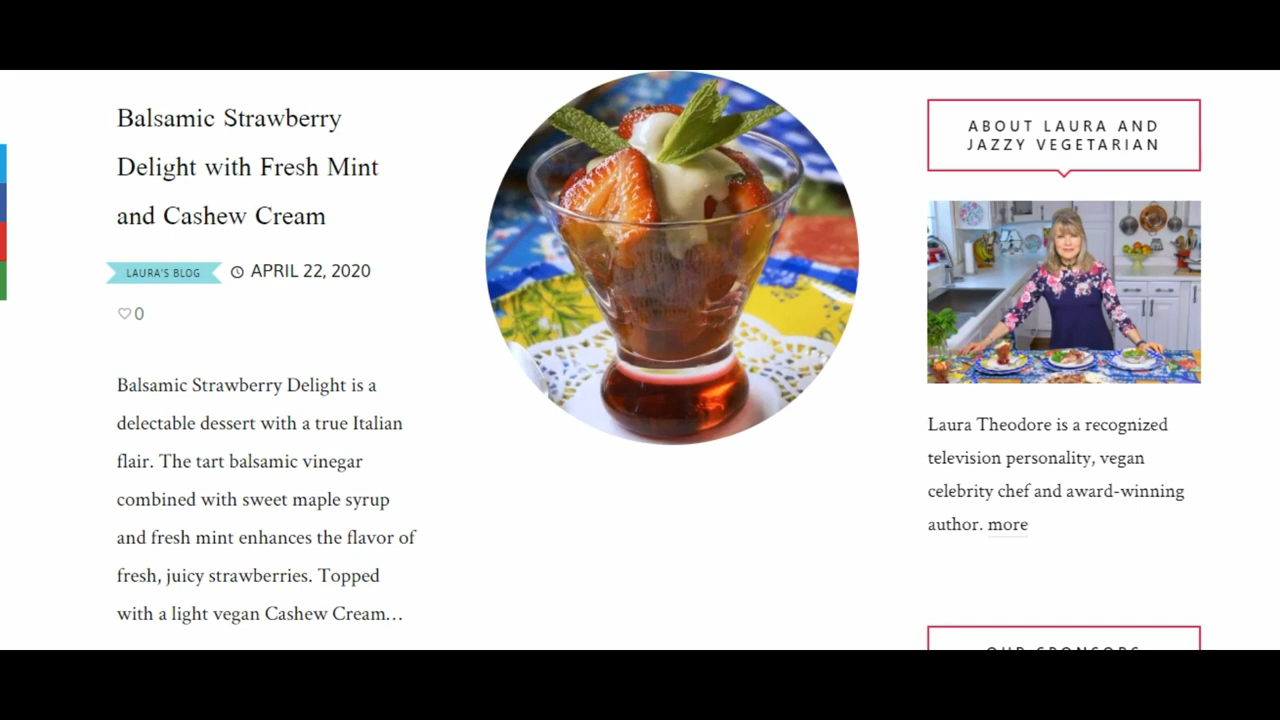 Balsamic Strawberry
Delight with Fresh Mint
and Cashew Cream
LAURA'S BLOG APRIL 22, 2020
0
Balsamic Strawberry Delight is a
delectable dessert with a true Italian
flair. The tart balsamic vinegar
combined with sweet maple syrup
and fresh mint enhances the flavor of
fresh, juicy strawberries. Topped
with a light vegan Cashew Cream…
ABOUT LAURA AND
JAZZY VEGETARIAN
Laura Theodore is a recognized
television personality, vegan
celebrity chef and award-winning
author. more
OUR SPONSORS